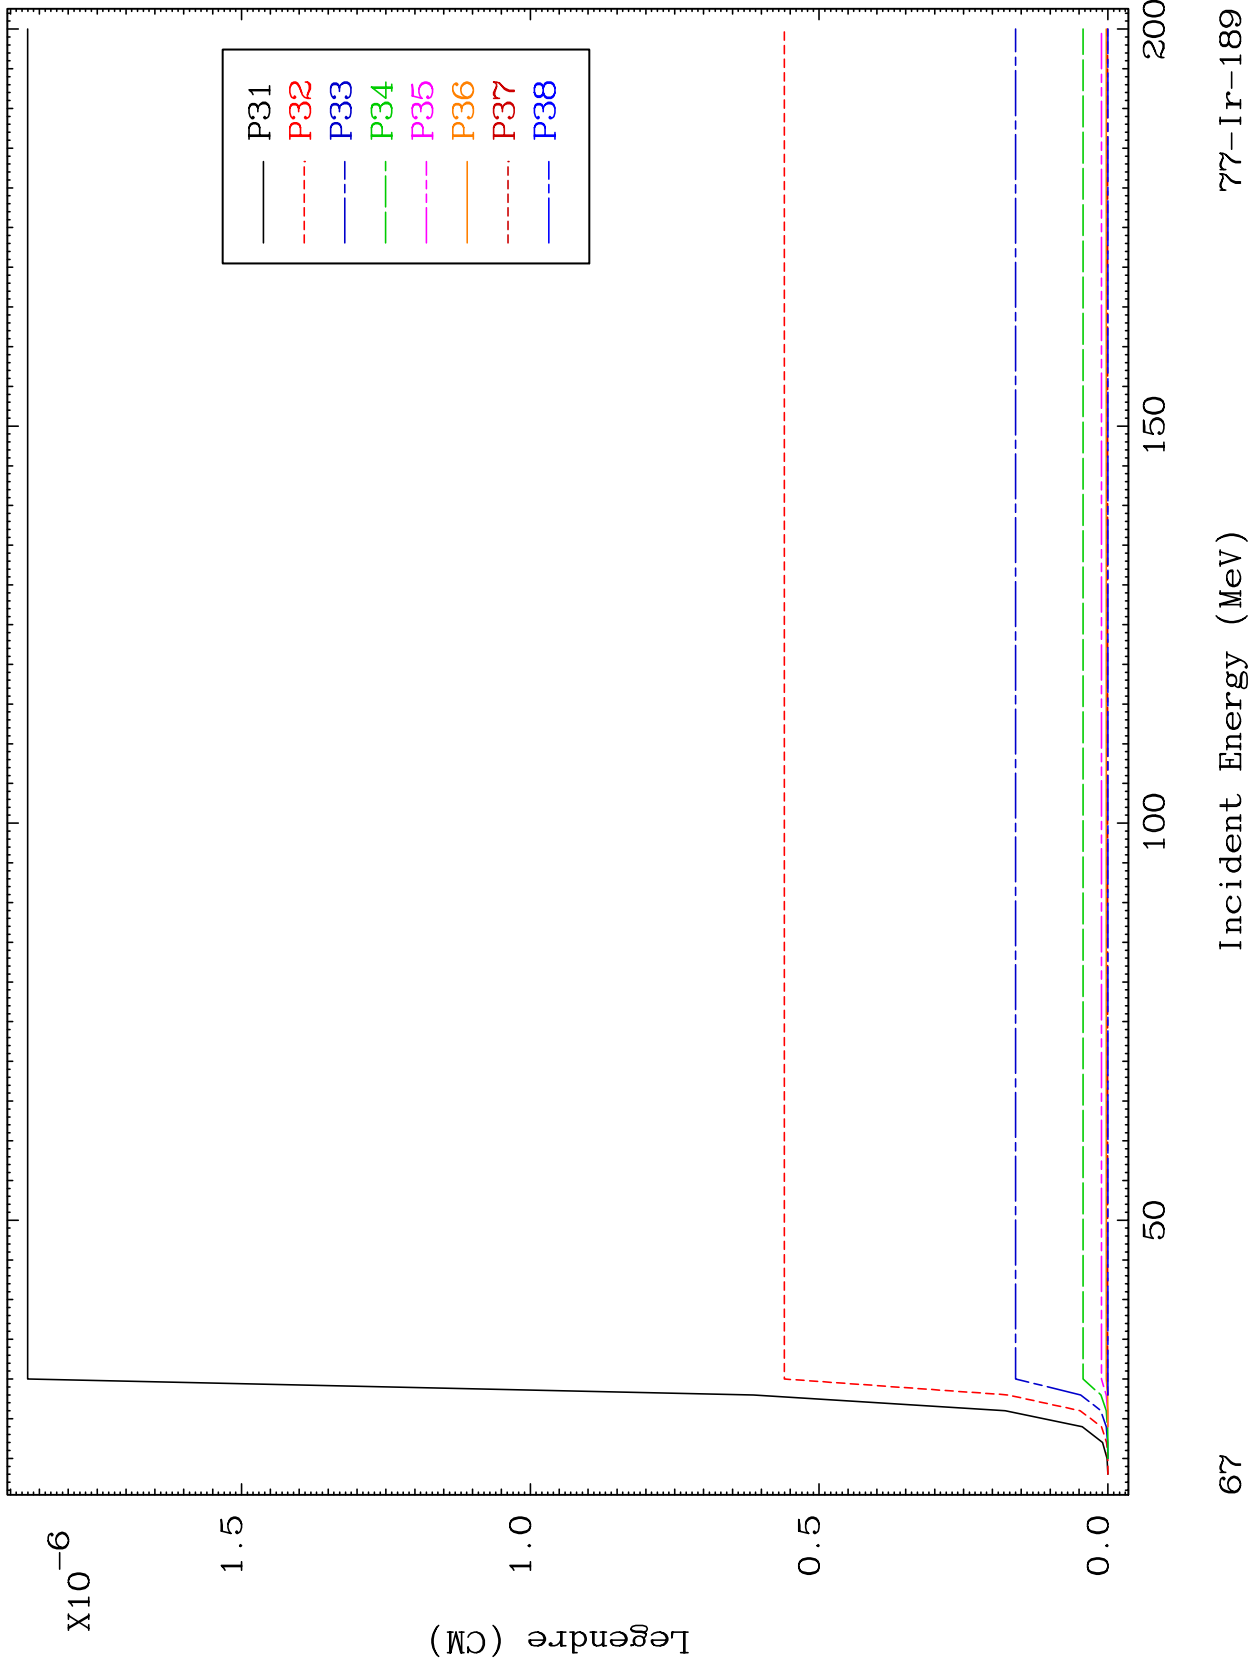 X10-6
1.5
1.0
0.5
0.0
Legendre (CM)
P31
P32
P33
P34
P35
P36
P37
P38
50
100
150
200
67
Incident Energy (MeV)
77-Ir-189